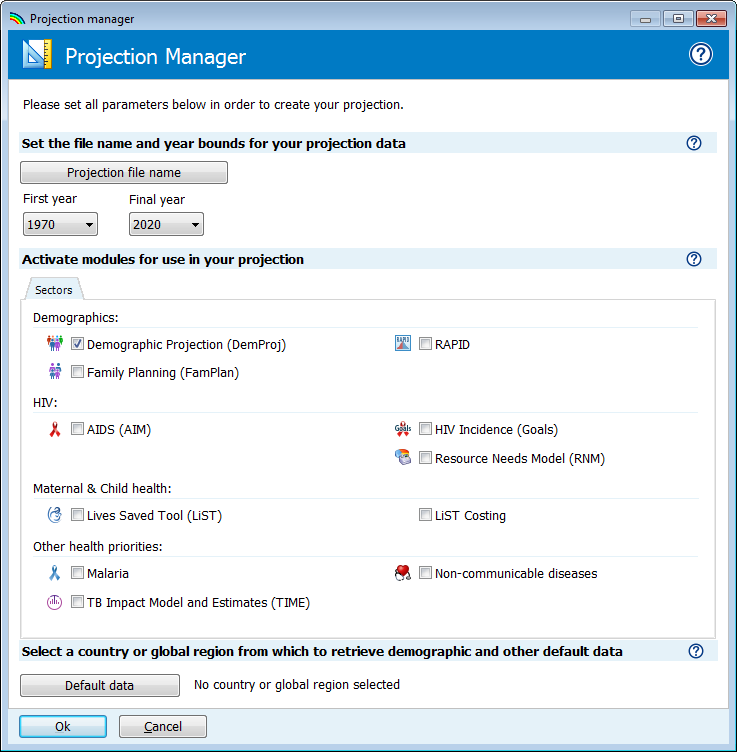 Projection manager
Projection Manager
?
Please set all parameters below in order to create your projection.
Set the file name and year bounds for your projection data ?
Projection file name
First year Final year
1970 2020
Activate modules for use in your projection ?
Sectors
Demographics:
Demographic Projection (DemProj) RAPID RAPID
Family Planning (FamPlan)
HIV:
AIDS (AIM) Goals HIV Incidence (Goals)
Resource Needs Model (RNM)
Maternal & Child health:
Lives Saved Tool (LiST) LiST Costing
Other health priorities:
Malaria Non-communicable diseases
TB Impact Model and Estimates (TIME)
Select a country or global region from which to retrieve demographic and other default data ?
Default data No country or global region selected
Ok Cancel